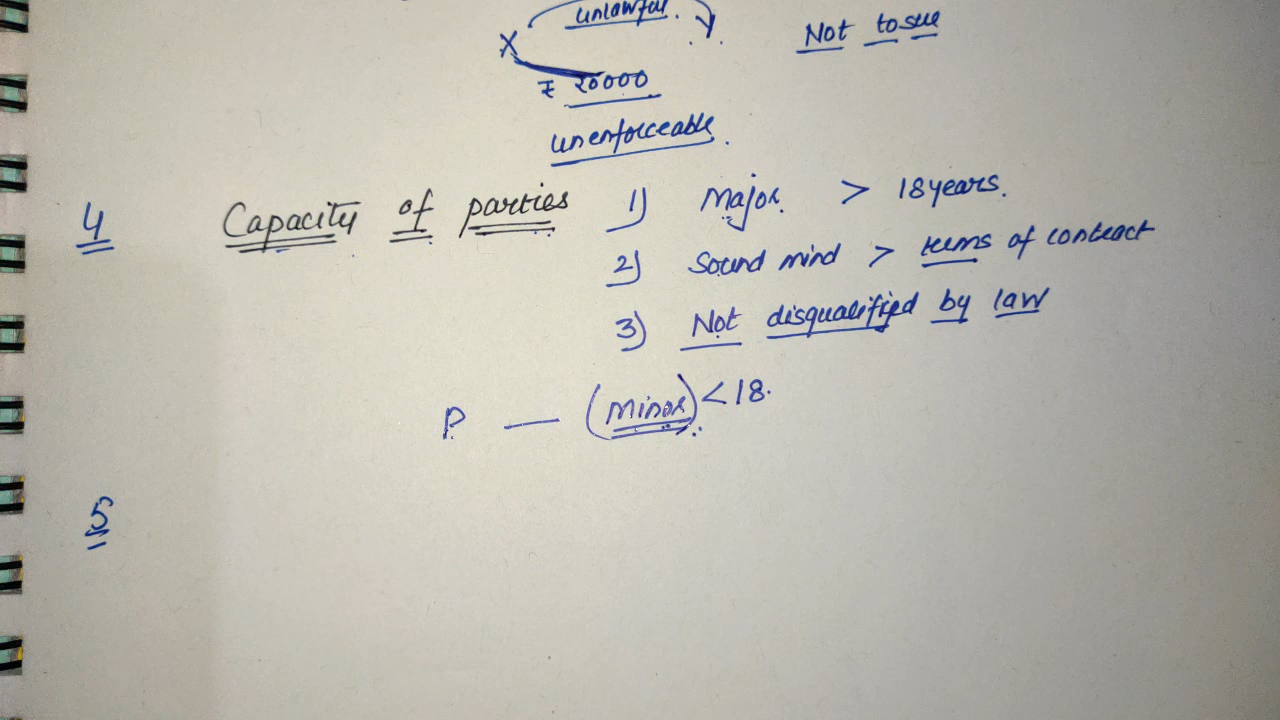 unlawful.
X Y. Not to sue
₹ 20000
unenforceable.
4 Capacity of parties 1) Major. > 18 years.
2) Sound mind > terms of contract
3) Not disqualified by law
P — (Minor) < 18.
5